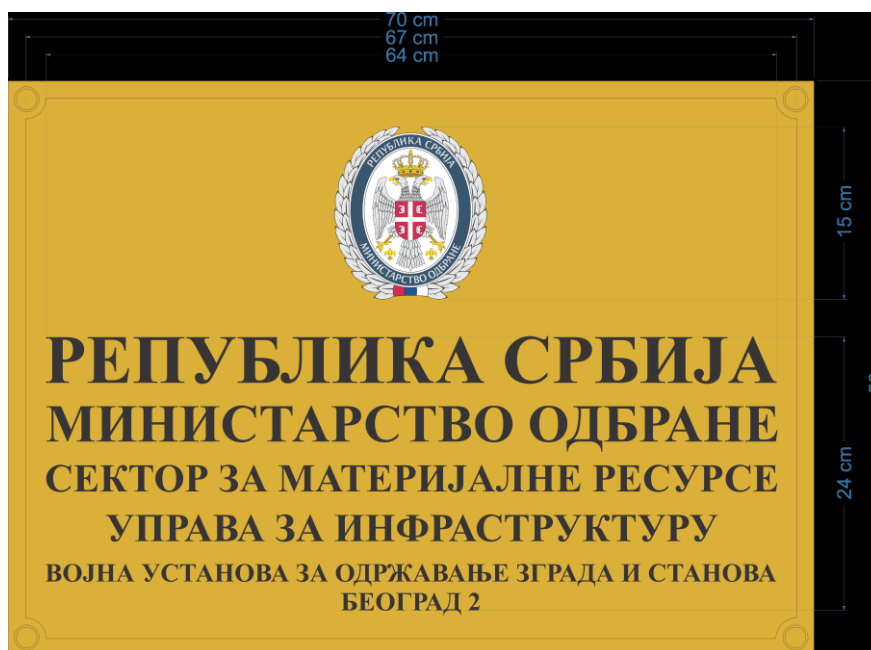 70 cm
67 cm
64 cm
РЕПУБЛИКА СРБИЈА
МИНИСТАРСТВО ОДБРАНЕ
15 cm
РЕПУБЛИКА СРБИЈА
МИНИСТАРСТВО ОДБРАНЕ
СЕКТОР ЗА МАТЕРИЈАЛНЕ РЕСУРСЕ
УПРАВА ЗА ИНФРАСТРУКТУРУ
ВОЈНА УСТАНОВА ЗА ОДРЖАВАЊЕ ЗГРАДА И СТАНОВА
БЕОГРАД 2
24 cm